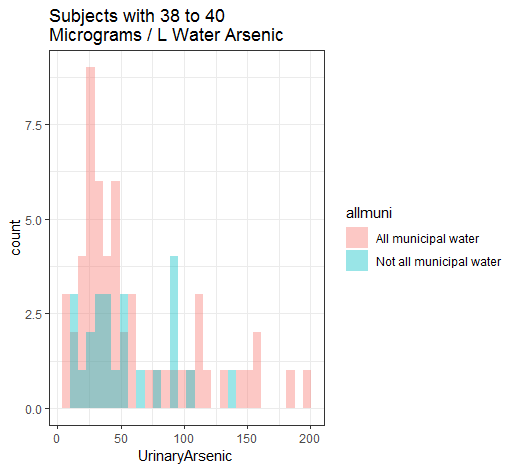 Subjects with 38 to 40
Micrograms / L Water Arsenic
7.5
5.0
2.5
0.0
count
0 50 100 150 200
UrinaryArsenic
allmuni
All municipal water
Not all municipal water